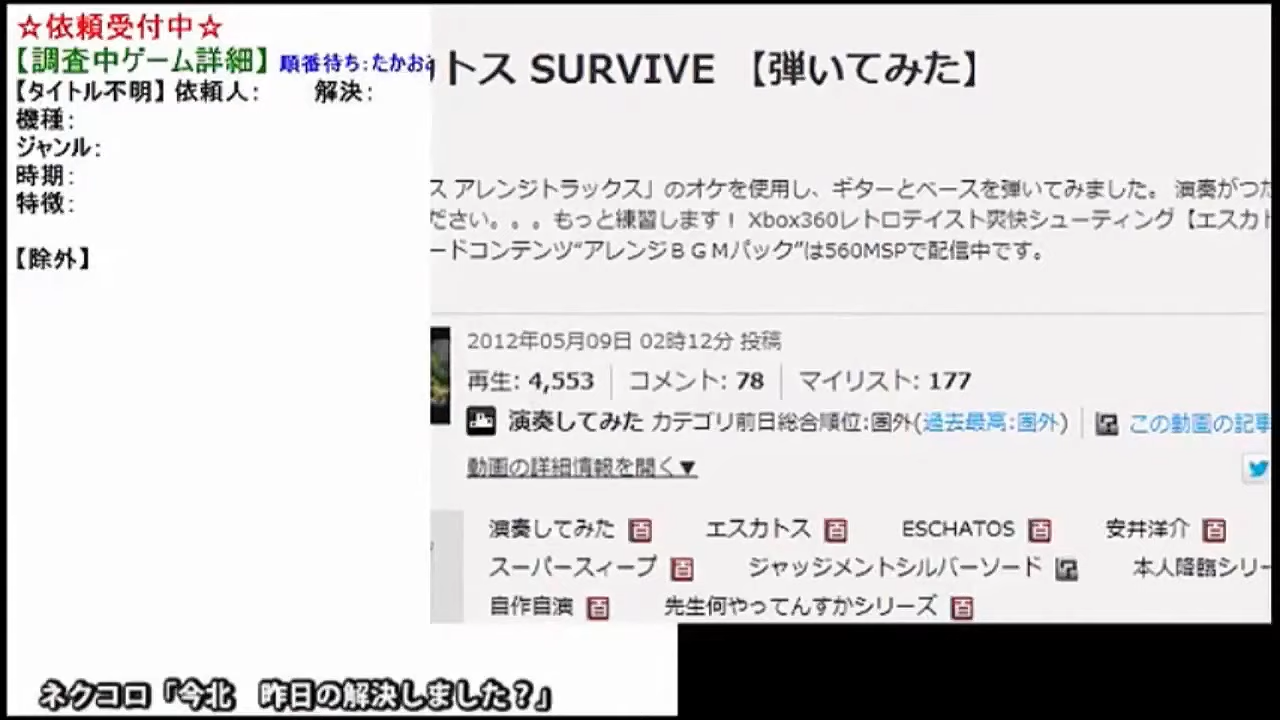 ☆依頼受付中☆
【調査中ゲーム詳細】 順番待ち:たかおみ
【タイトル不明】 依頼人: 解決:
機種:
ジャンル:
時期:
特徴:
【除外】
トス SURVIVE 【弾いてみた】
ス アレンジトラックス」のオケを使用し、ギターとベースを弾いてみました。 演奏がつた
ださい。。。もっと練習します！ Xbox360レトロテイスト爽快シューティング【エスカト
ードコンテンツ“アレンジＢＧＭパック”は560MSPで配信中です。
2012年05月09日 02時12分 投稿
再生: 4,553 コメント: 78 マイリスト: 177
演奏してみた カテゴリ前日総合順位:圏外(過去最高:圏外) この動画の記事
動画の詳細情報を開く▼
演奏してみた 百 エスカトス 百 ESCHATOS 百 安井洋介 百
スーパースィープ 百 ジャッジメントシルバーソード ? 本人降臨シリー
自作自演 百 先生何やってんすかシリーズ 百
ネクコロ「今北 昨日の解決しました？」